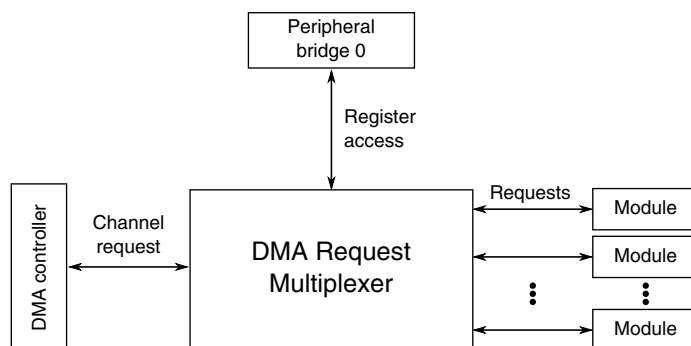 Peripheral
bridge 0
Register
access
DMA controller
Channel
request
DMA Request
Multiplexer
Requests
Module
Module
Module